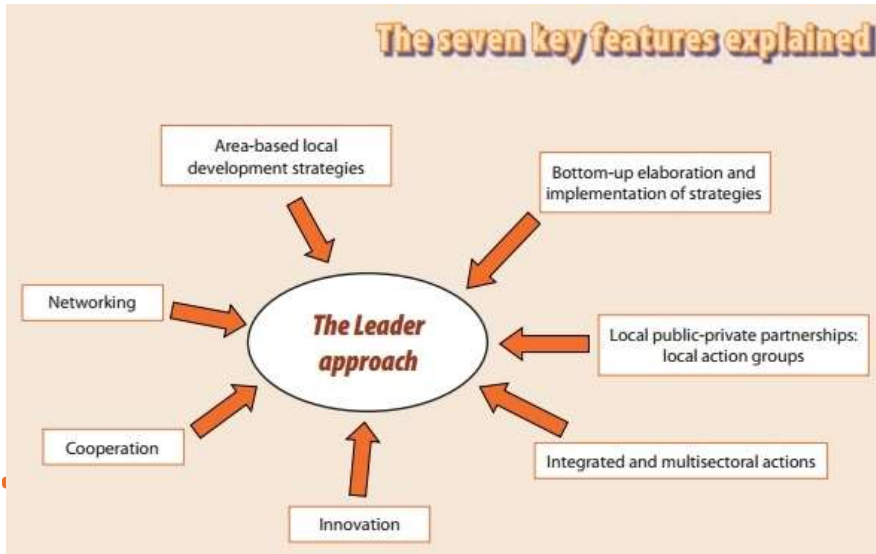 The seven key features explained
Area-based local
development strategies
Bottom-up elaboration and
implementation of strategies
Networking
The Leader
approach
Local public-private partnerships:
local action groups
Cooperation
Integrated and multisectoral actions
Innovation